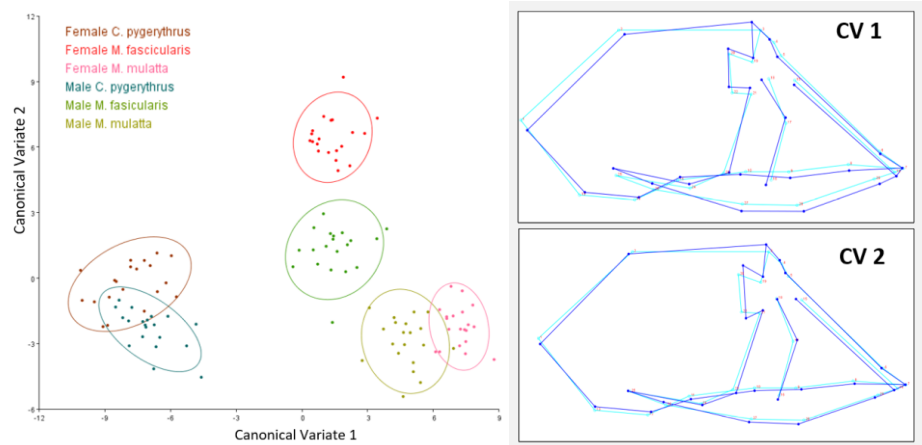 12
9
6
3
0
-3
-6
Canonical Variate 2
Female C. pygerythrus
Female M. fascicularis
Female M. mulatta
Male C. pygerythrus
Male M. fasicularis
Male M. mulatta
-12
-9
-6
-3
0
3
6
9
Canonical Variate 1
CV 1
CV 2